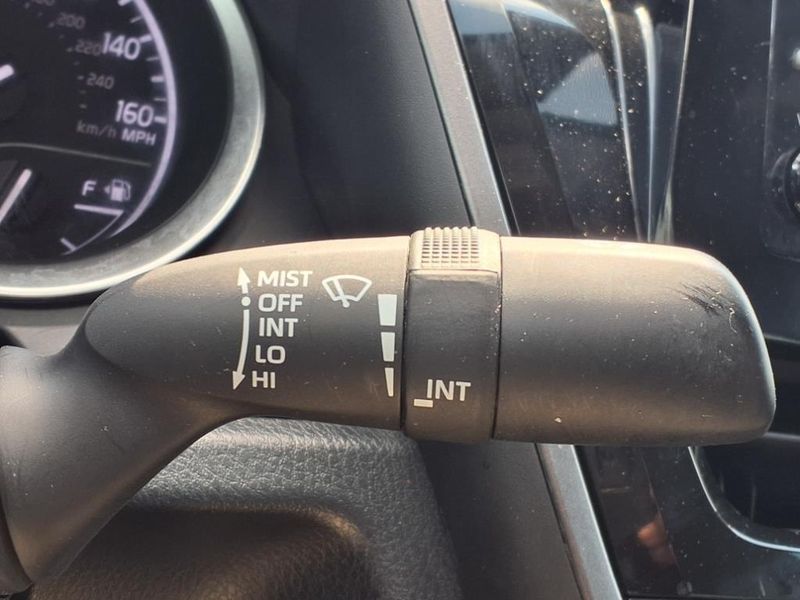 200
220
140
240
160
km/h MPH
F
MIST
OFF
INT
LO
HI
INT